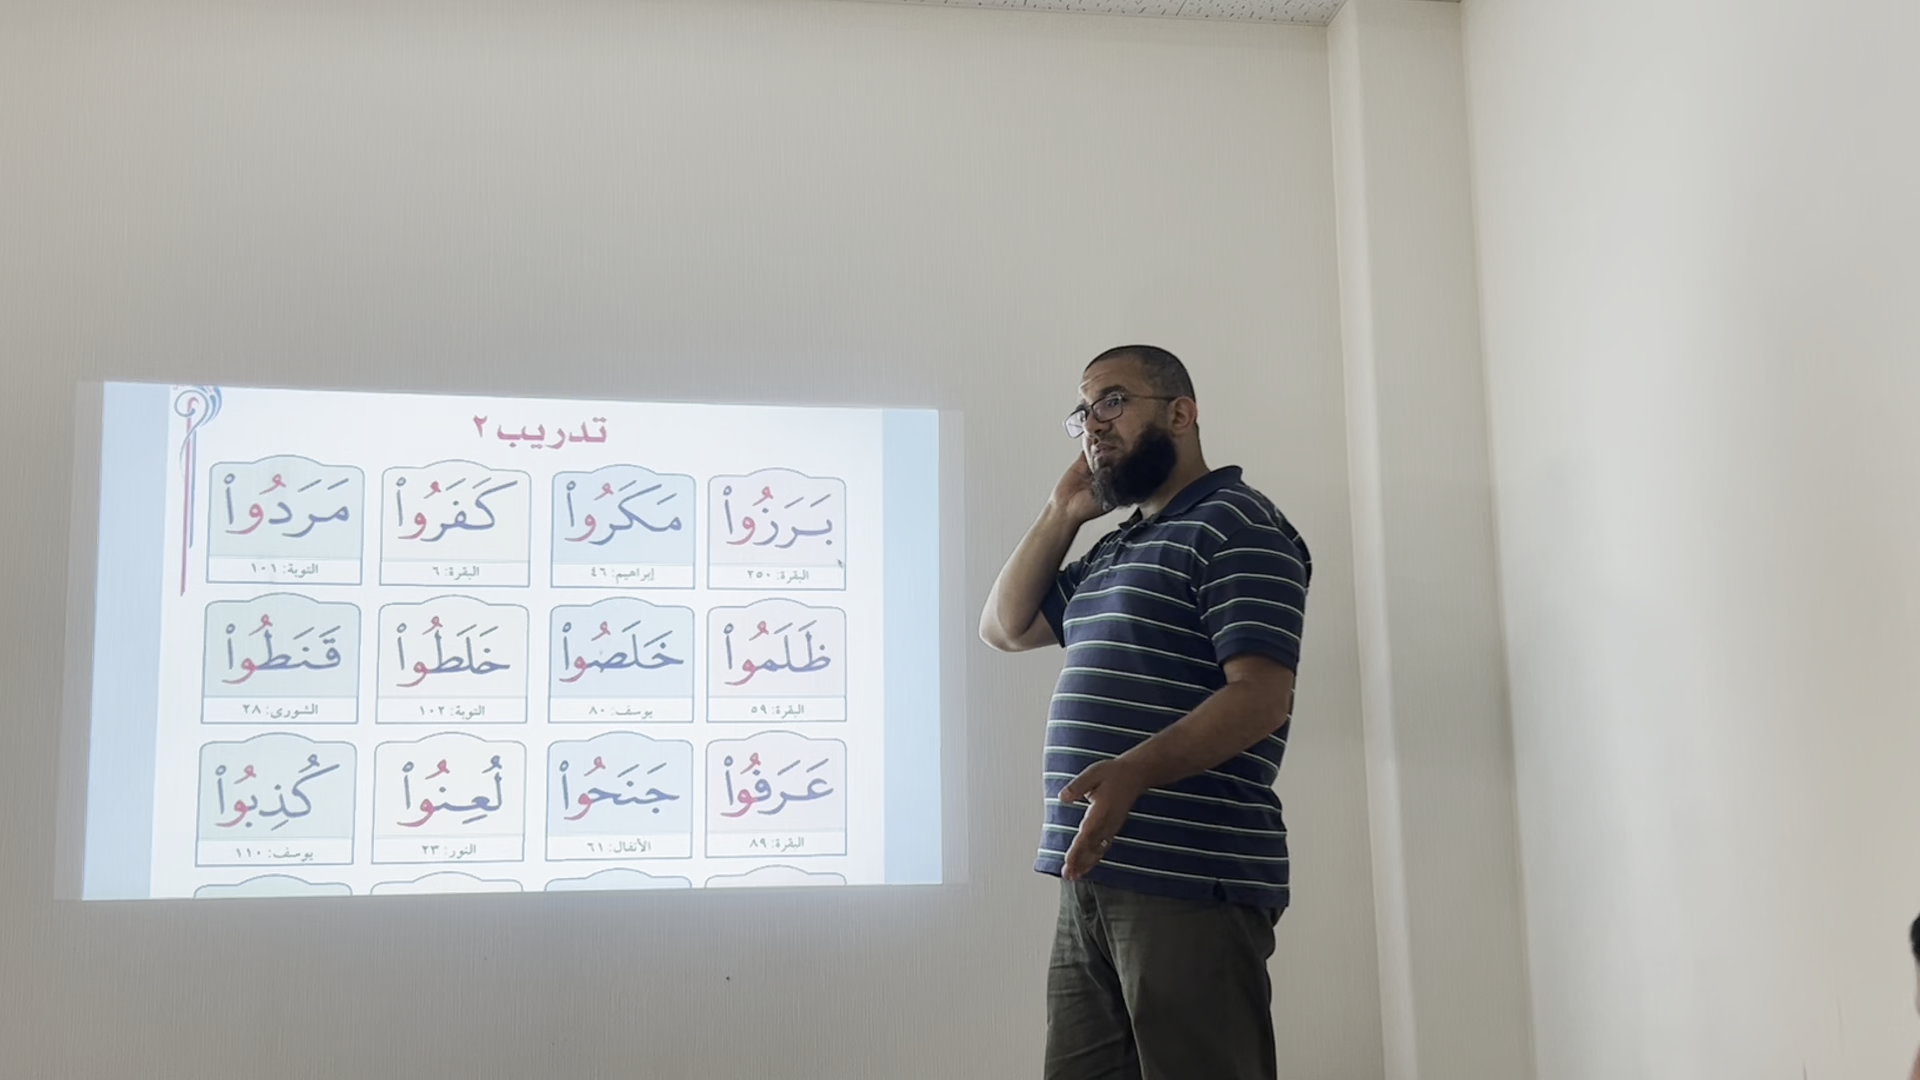 تدريب ٢
بَرَزُواْ مَكَرُواْ كَفَرُواْ مَرَدُواْ
البقرة: ٢٥٠ إبراهيم: ٤٦ البقرة: ٦ التوبة: ١٠١
ظَلَمُواْ خَلَصُواْ خَلَطُواْ قَنَطُواْ
البقرة: ٥٩ يوسف: ٨٠ التوبة: ١٠٢ الشورى: ٢٨
عَرَفُواْ جَنَحُواْ لُعِنُواْ كُذِبُواْ
البقرة: ٨٩ الأنفال: ٦١ النور: ٢٣ يوسف: ١١٠